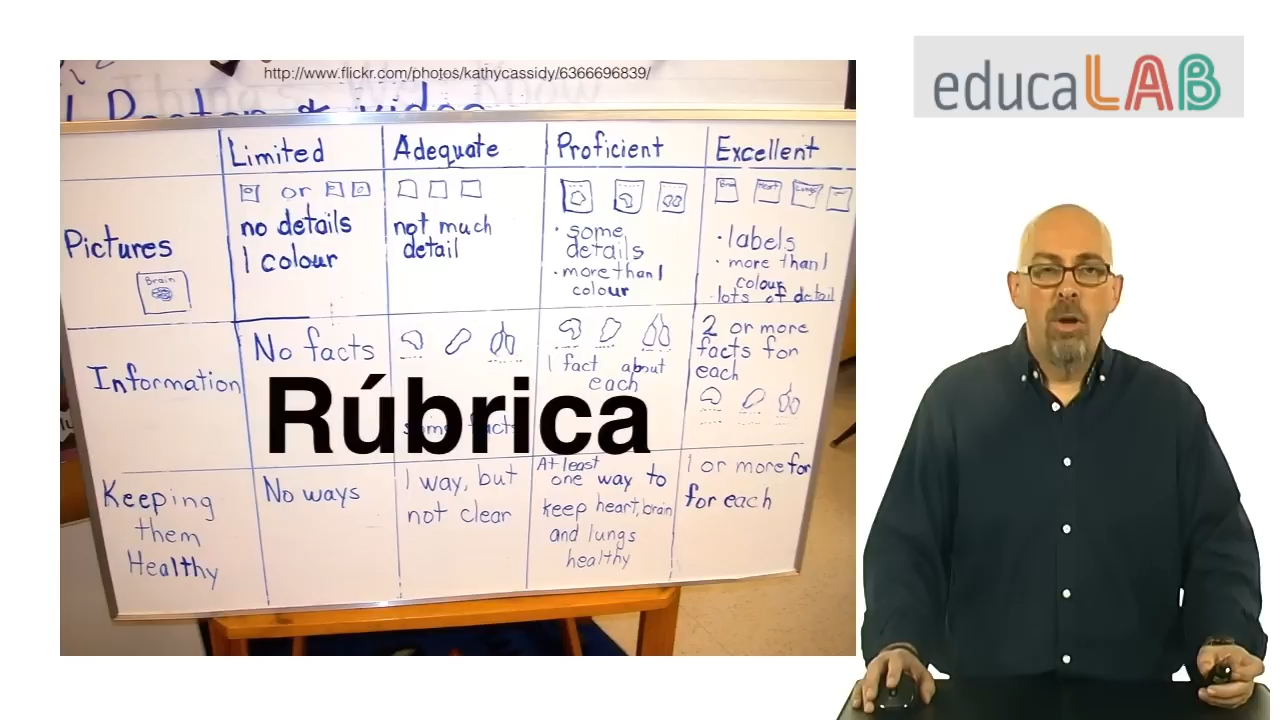 http://www.flickr.com/photos/kathycassidy/6366696839/
educaLAB
Limited
Adequate
Proficient
Excellent
Pictures
Brain
or
no details
1 colour
not much
detail
• some
details
• more than 1
colour
Brain
Heart
Lungs
• labels
• more than 1
colour
• lots of detail
Information
No facts
some facts
1 fact about
each
2 or more
facts for
each
Rúbrica
Keeping
them
Healthy
No ways
1 way, but
not clear
At least
one way to
keep heart, brain
and lungs
healthy
1 or more for
for each